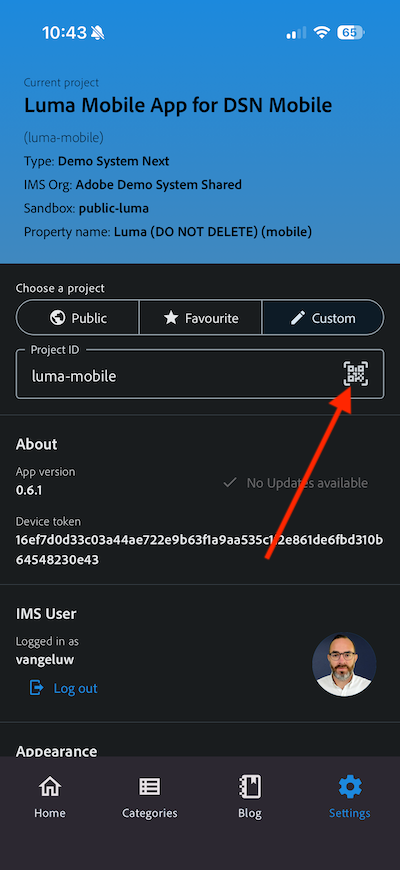 10:43
65
Current project
Luma Mobile App for DSN Mobile
(luma-mobile)
Type: Demo System Next
IMS Org: Adobe Demo System Shared
Sandbox: public-luma
Property name: Luma (DO NOT DELETE) (mobile)
Choose a project
Public
Favourite
Custom
Project ID
luma-mobile
About
App version
0.6.1
No Updates available
Device token
IMS User
Logged in as
vangeluw
Log out
Appearance
Home
Categories
Blog
Settings